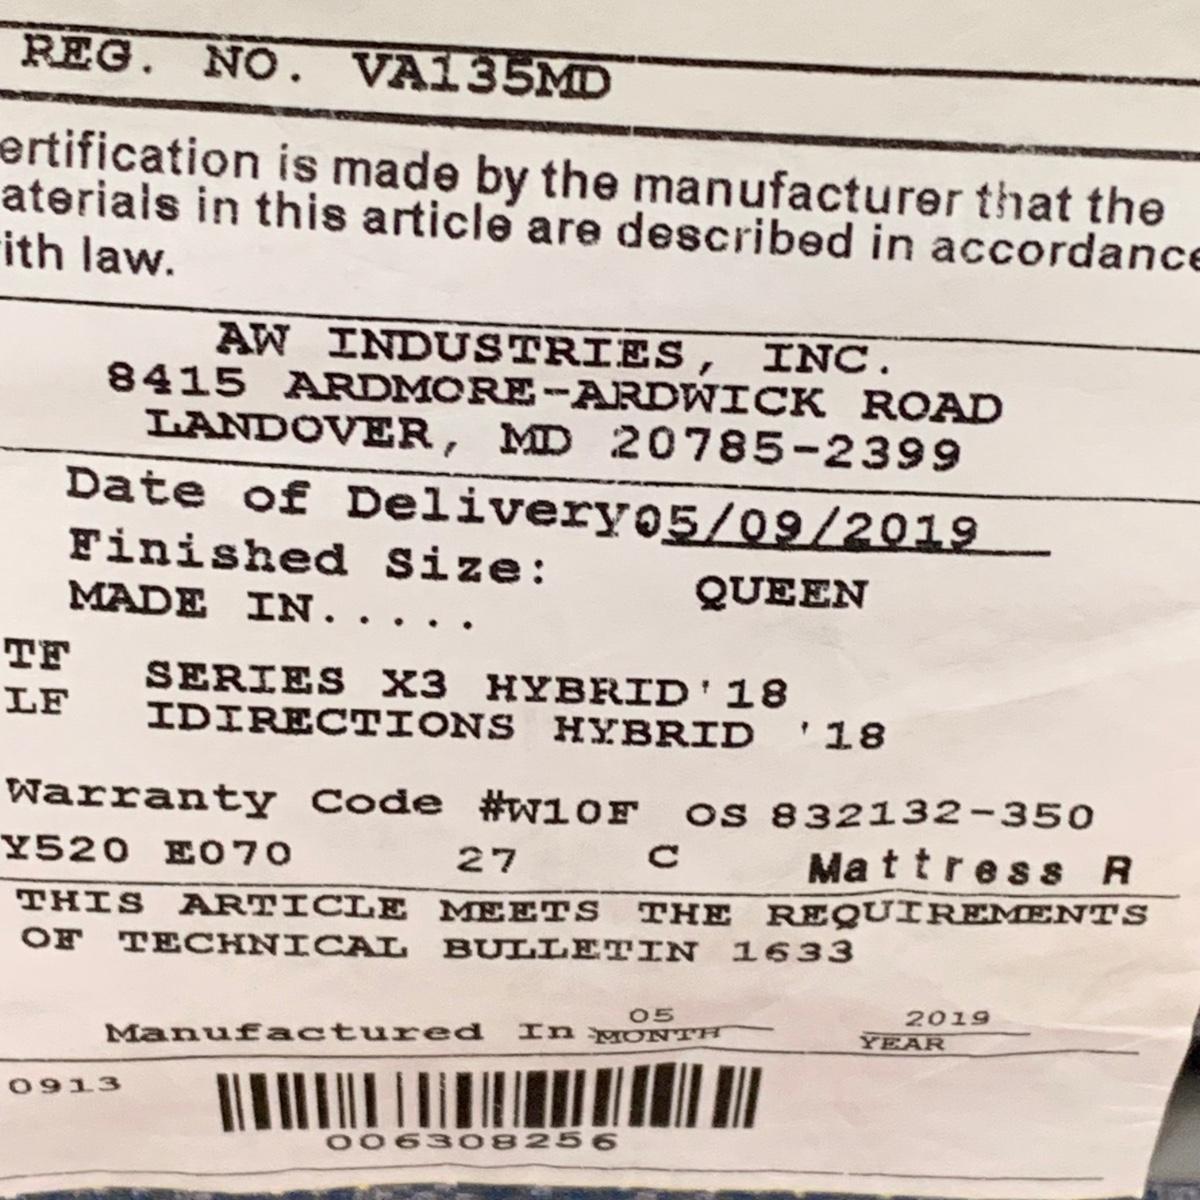 REG. NO. VA135MD
ertification is made by the manufacturer that the
aterials in this article are described in accordance
ith law.
AW INDUSTRIES, INC.
8415 ARDMORE-ARDWICK ROAD
LANDOVER, MD 20785-2399
Date of Delivery 05/09/2019
Finished Size: QUEEN
MADE IN.....
TF SERIES X3 HYBRID'18
LF IDIRECTIONS HYBRID '18
Warranty Code #W10F OS 832132-350
Y520 E070 27 C Mattress R
THIS ARTICLE MEETS THE REQUIREMENTS
OF TECHNICAL BULLETIN 1633
Manufactured In 05 2019
MONTH YEAR
0913
006308256